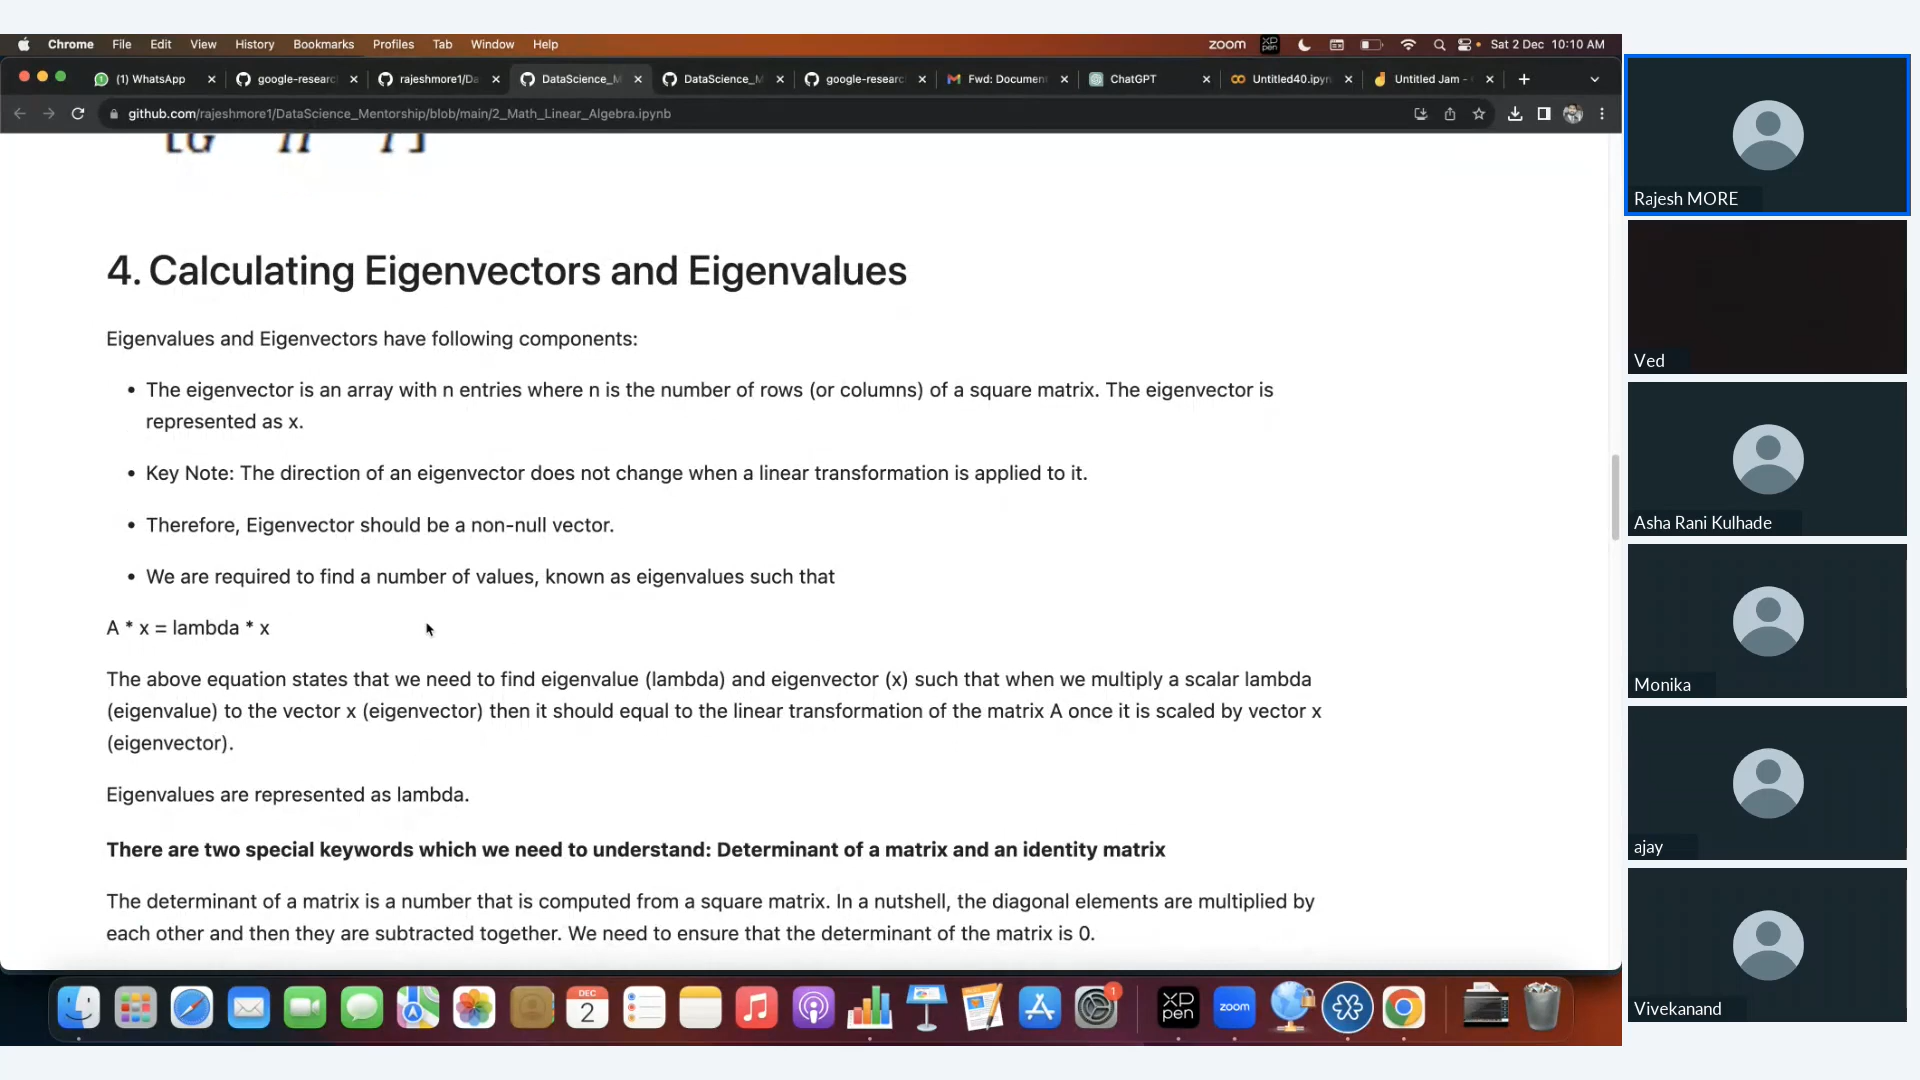 Chrome File Edit View History Bookmarks Profiles Tab Window Help zoom XP pen Sat 2 Dec 10:10 AM
(1) WhatsApp google-researc rajeshmore1/Da DataScience_M DataScience_M google-researc Fwd: Documen ChatGPT Untitled40.ipyn Untitled Jam -
github.com/rajeshmore1/DataScience_Mentorship/blob/main/2_Math_Linear_Algebra.ipynb
[G H I]
4. Calculating Eigenvectors and Eigenvalues
Eigenvalues and Eigenvectors have following components:
• The eigenvector is an array with n entries where n is the number of rows (or columns) of a square matrix. The eigenvector is
represented as x.
• Key Note: The direction of an eigenvector does not change when a linear transformation is applied to it.
• Therefore, Eigenvector should be a non-null vector.
• We are required to find a number of values, known as eigenvalues such that
A * x = lambda * x
The above equation states that we need to find eigenvalue (lambda) and eigenvector (x) such that when we multiply a scalar lambda
(eigenvalue) to the vector x (eigenvector) then it should equal to the linear transformation of the matrix A once it is scaled by vector x
(eigenvector).
Eigenvalues are represented as lambda.
There are two special keywords which we need to understand: Determinant of a matrix and an identity matrix
The determinant of a matrix is a number that is computed from a square matrix. In a nutshell, the diagonal elements are multiplied by
each other and then they are subtracted together. We need to ensure that the determinant of the matrix is 0.
DEC
2
1
XP
pen
zoom
Rajesh MORE
Ved
Asha Rani Kulhade
Monika
ajay
Vivekanand